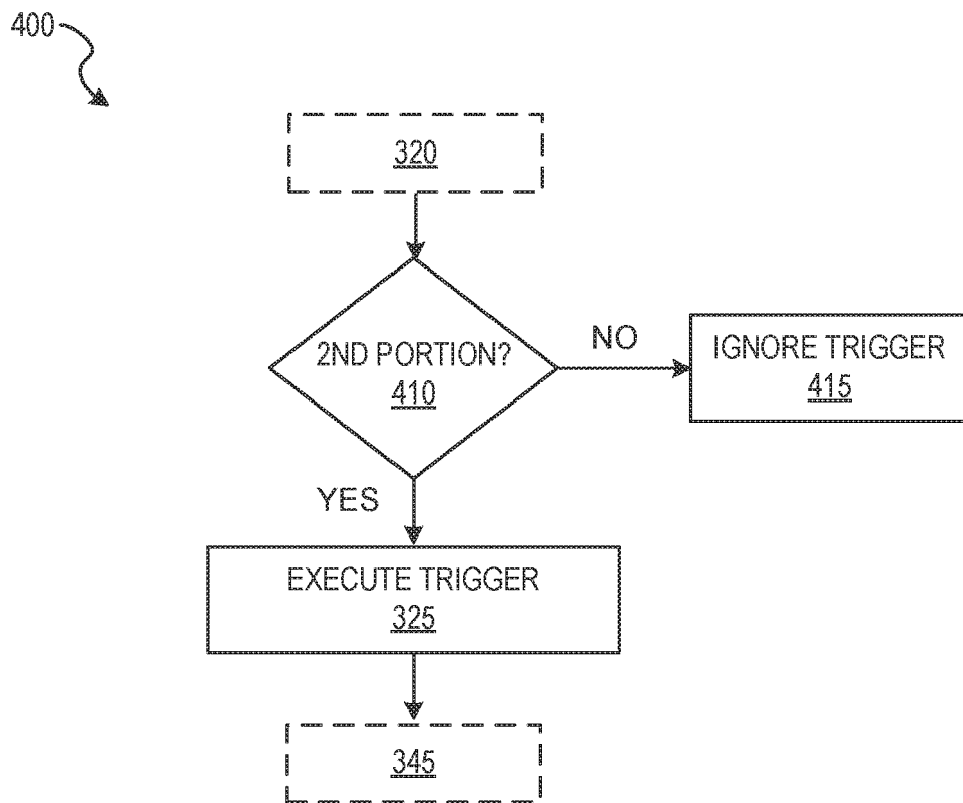 400
320
2ND PORTION?
410
NO
IGNORE TRIGGER
415
YES
EXECUTE TRIGGER
325
345